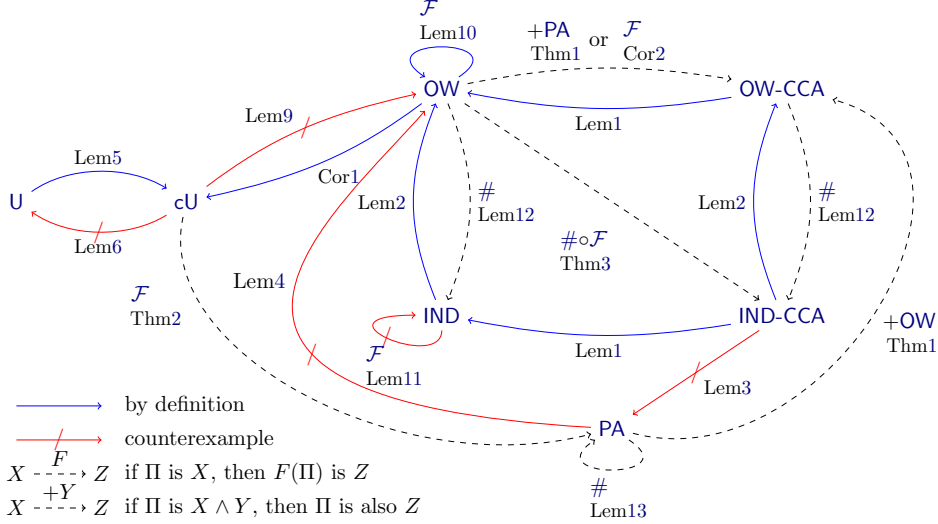 𝓕
Lem10
+PA or 𝓕
Thm1 Cor2
OW
OW-CCA
Lem9
Lem1
Lem5
Cor1
U
cU
Lem2
#
Lem12
Lem2
#
Lem12
Lem6
#∘𝓕
Thm3
Lem4
𝓕
Thm2
IND
IND-CCA
+OW
Thm1
Lem1
𝓕
Lem11
Lem3
by definition
PA
counterexample
X F Z if Π is X, then F(Π) is Z
X +Y Z if Π is X ∧ Y, then Π is also Z
#
Lem13